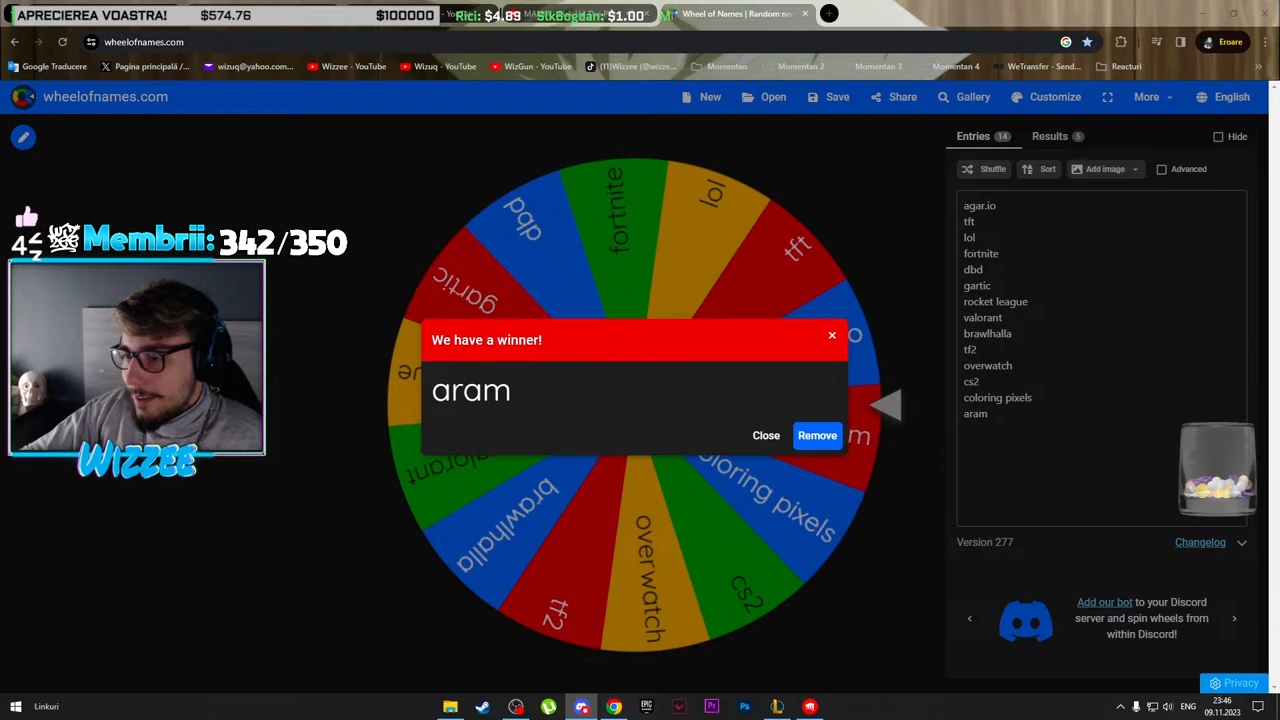 APRECIEREA VOASTRA!
$574.76
$100000
Rici: $4.89
SlkBogdan: $1.00
Wheel of Names | Random na
wheelofnames.com
Eroare
Google Traducere
Pagina principală /...
wizuq@yahoo.com...
Wizzee - YouTube
Wizuq - YouTube
WizGun - YouTube
(11)Wizzee (@wizze...
Momentan
Momentan 2
Momentan 3
Momentan 4
WeTransfer - Send...
Reacturi
wheelofnames.com
New
Open
Save
Share
Gallery
Customize
More
English
Entries 14
Results 5
Hide
Shuffle
Sort
Add image
Advanced
agar.io
tft
lol
fortnite
dbd
gartic
rocket league
valorant
brawlhalla
tf2
overwatch
cs2
coloring pixels
aram
Version 277
Changelog
Add our bot to your Discord
server and spin wheels from
within Discord!
Privacy
Membrii: 342/350
WIZZEE
fortnite
lol
tft
dbd
gartic
brawlhalla
tf2
overwatch
cs2
oloring pixels
We have a winner!
aram
Close
Remove
Linkuri
ENG
23:46
09.11.2023